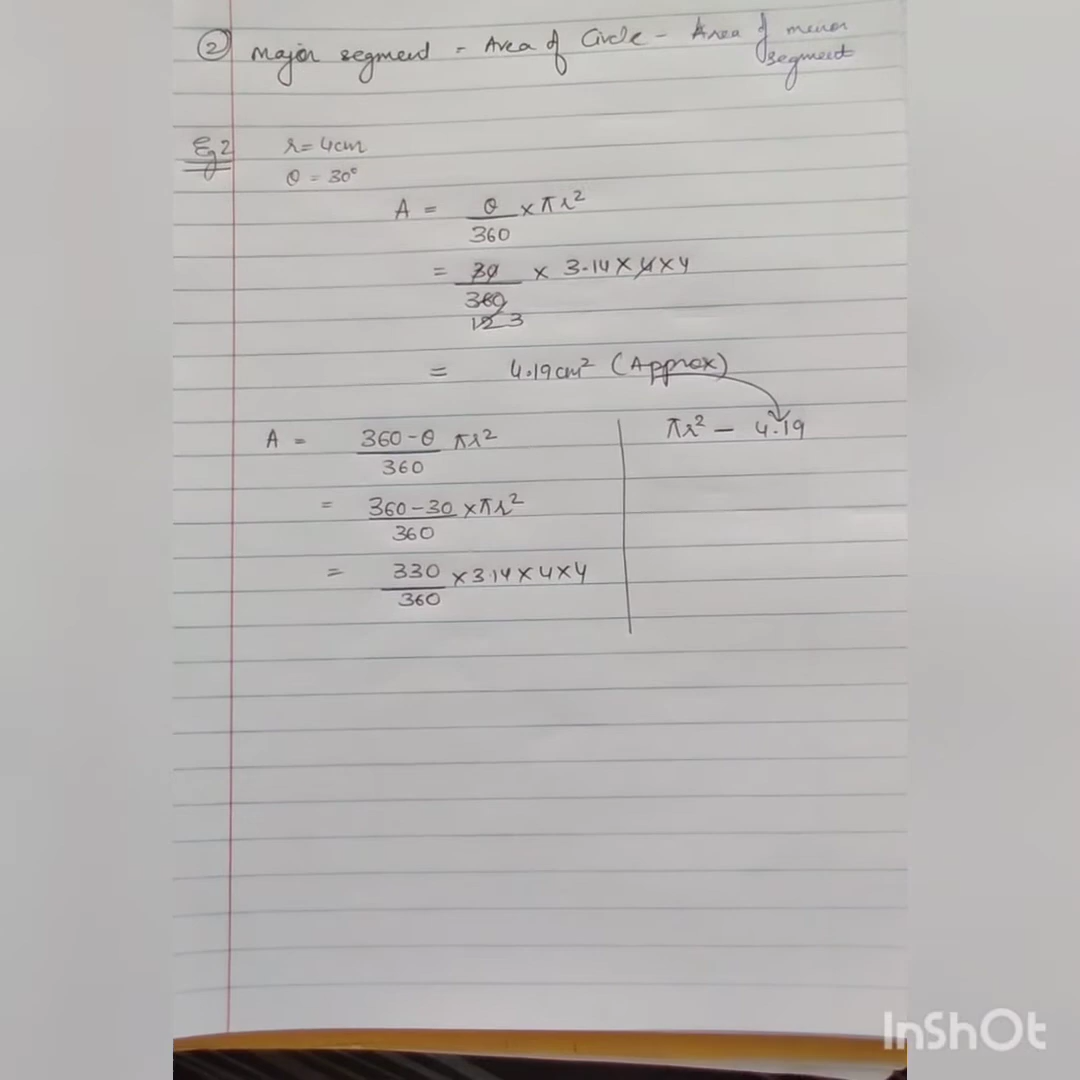 ② Major segment = Area of Circle - Area of minor segment
Eg 2 r = 4cm
θ = 30°
A = θ/360 × πr²
= 30/360 × 3.14 × 4 × 4
12 3
= 4.19 cm² (Approx)
A = 360-θ/360 πr²
= 360-30/360 × πr²
= 330/360 × 3.14 × 4 × 4
πr² - 4.19
InShOt